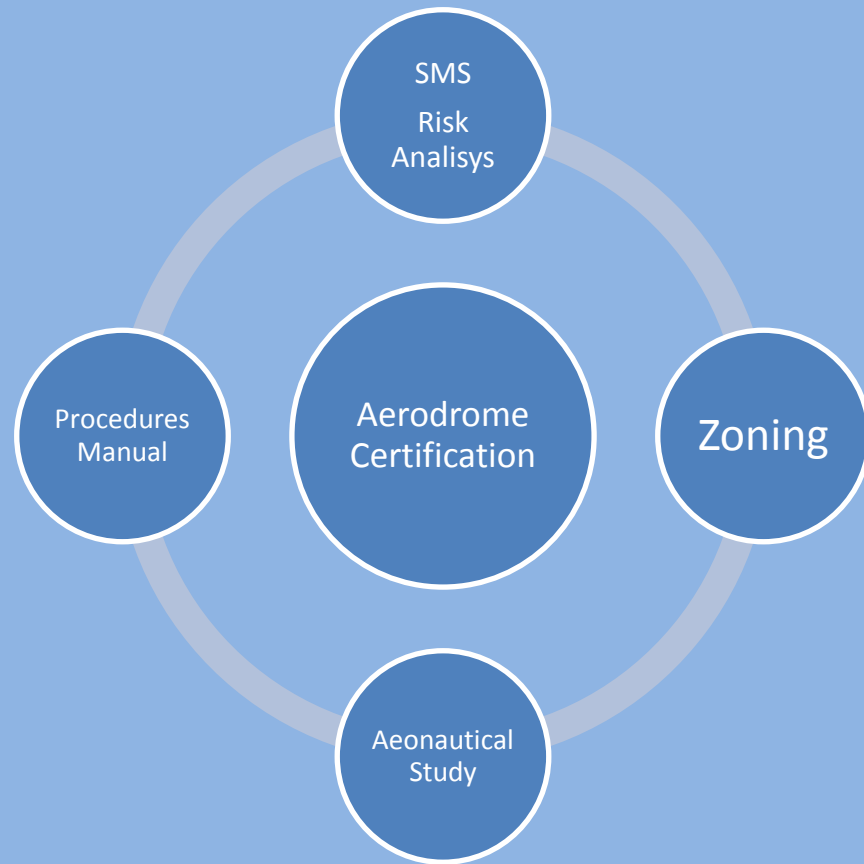 SMS
Risk
Analisys
Procedures
Manual
Aerodrome
Certification
Zoning
Aeonautical
Study